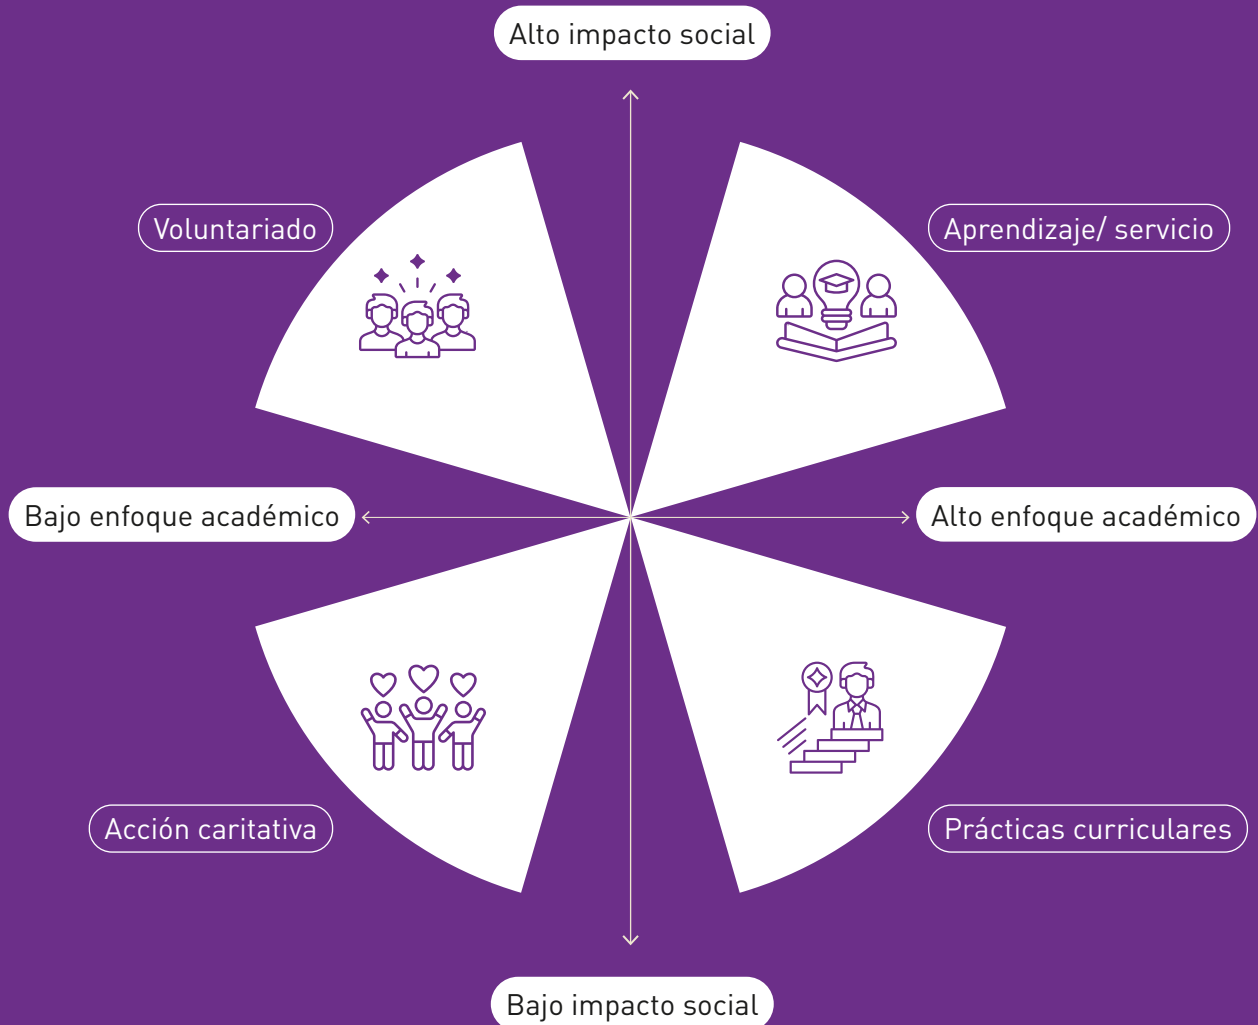 Alto impacto social
Voluntariado
Aprendizaje/ servicio
Bajo enfoque académico
Alto enfoque académico
Acción caritativa
Prácticas curriculares
Bajo impacto social